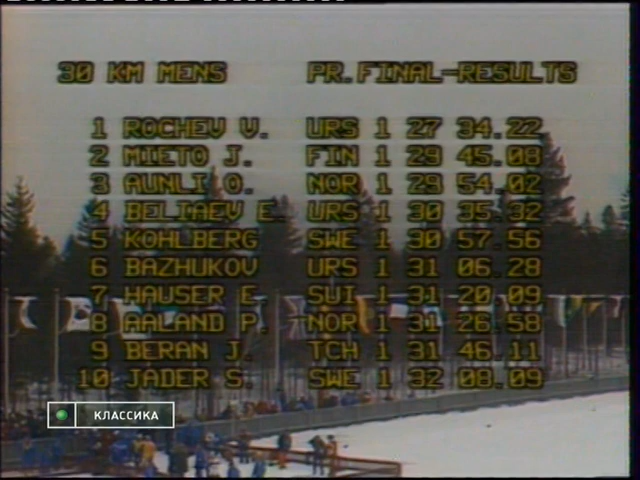 30 KM MENS PR.FINAL-RESULTS
1 ROCHEV V. URS 1 27 34.22
2 MIETO J. FIN 1 29 45.08
3 AUNLI O. NOR 1 29 54.02
4 BELIAEV E. URS 1 30 35.32
5 KOHLBERG SWE 1 30 57.56
6 BAZHUKOV URS 1 31 06.28
7 HAUSER E. SUI 1 31 20.09
8 AALAND P. NOR 1 31 26.58
9 BERAN J. TCH 1 31 46.11
10 JADER S. SWE 1 32 08.09
КЛАССИКА